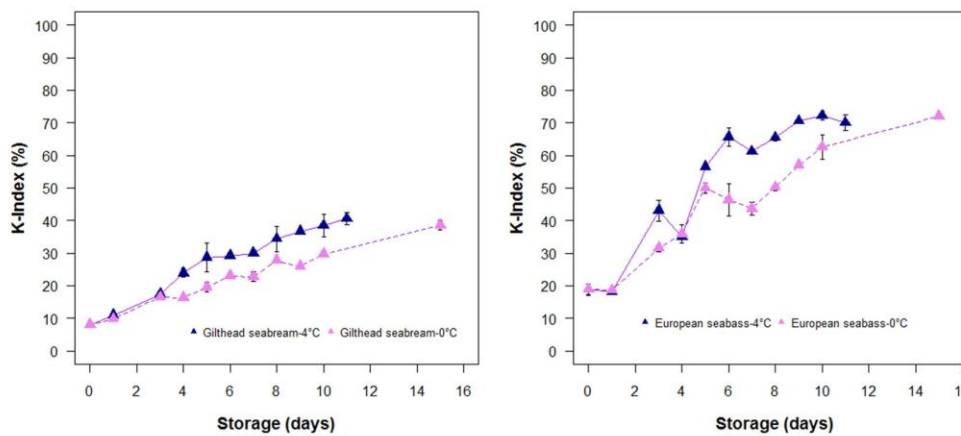 K-Index (%)
100
90
80
70
60
50
40
30
20
10
0
Gilthead seabream-4°C Gilthead seabream-0°C
0 2 4 6 8 10 12 14 16
Storage (days)
K-Index (%)
100
90
80
70
60
50
40
30
20
10
0
European seabass-4°C European seabass-0°C
0 2 4 6 8 10 12 14
Storage (days)